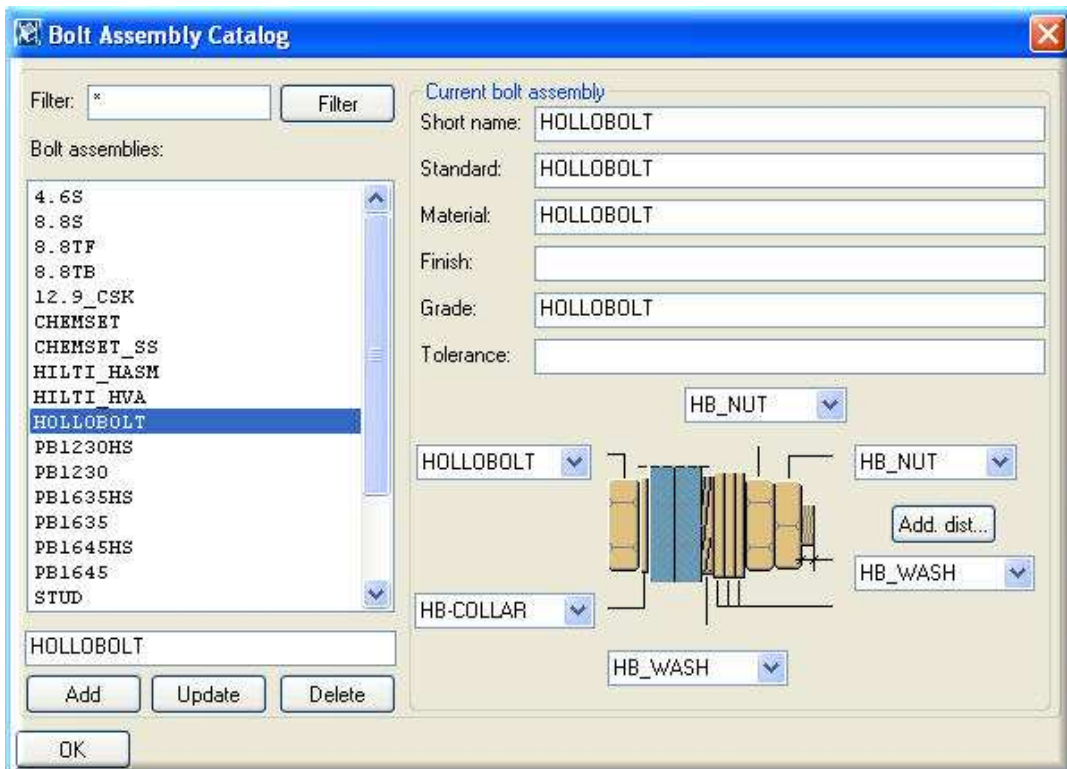 Bolt Assembly Catalog
Filter: * Filter
Bolt assemblies:
4.6S
8.8S
8.8TF
8.8TB
12.9_CSK
CHEMSET
CHEMSET_SS
HILTI_HASM
HILTI_HVA
HOLLOBOLT
PB1230HS
PB1230
PB1635HS
PB1635
PB1645HS
PB1645
STUD
HOLLOBOLT
Add Update Delete
OK
Current bolt assembly
Short name: HOLLOBOLT
Standard: HOLLOBOLT
Material: HOLLOBOLT
Finish:
Grade: HOLLOBOLT
Tolerance:
HB_NUT
HOLLOBOLT HB_NUT
Add. dist...
HB_WASH
HB-COLLAR
HB_WASH